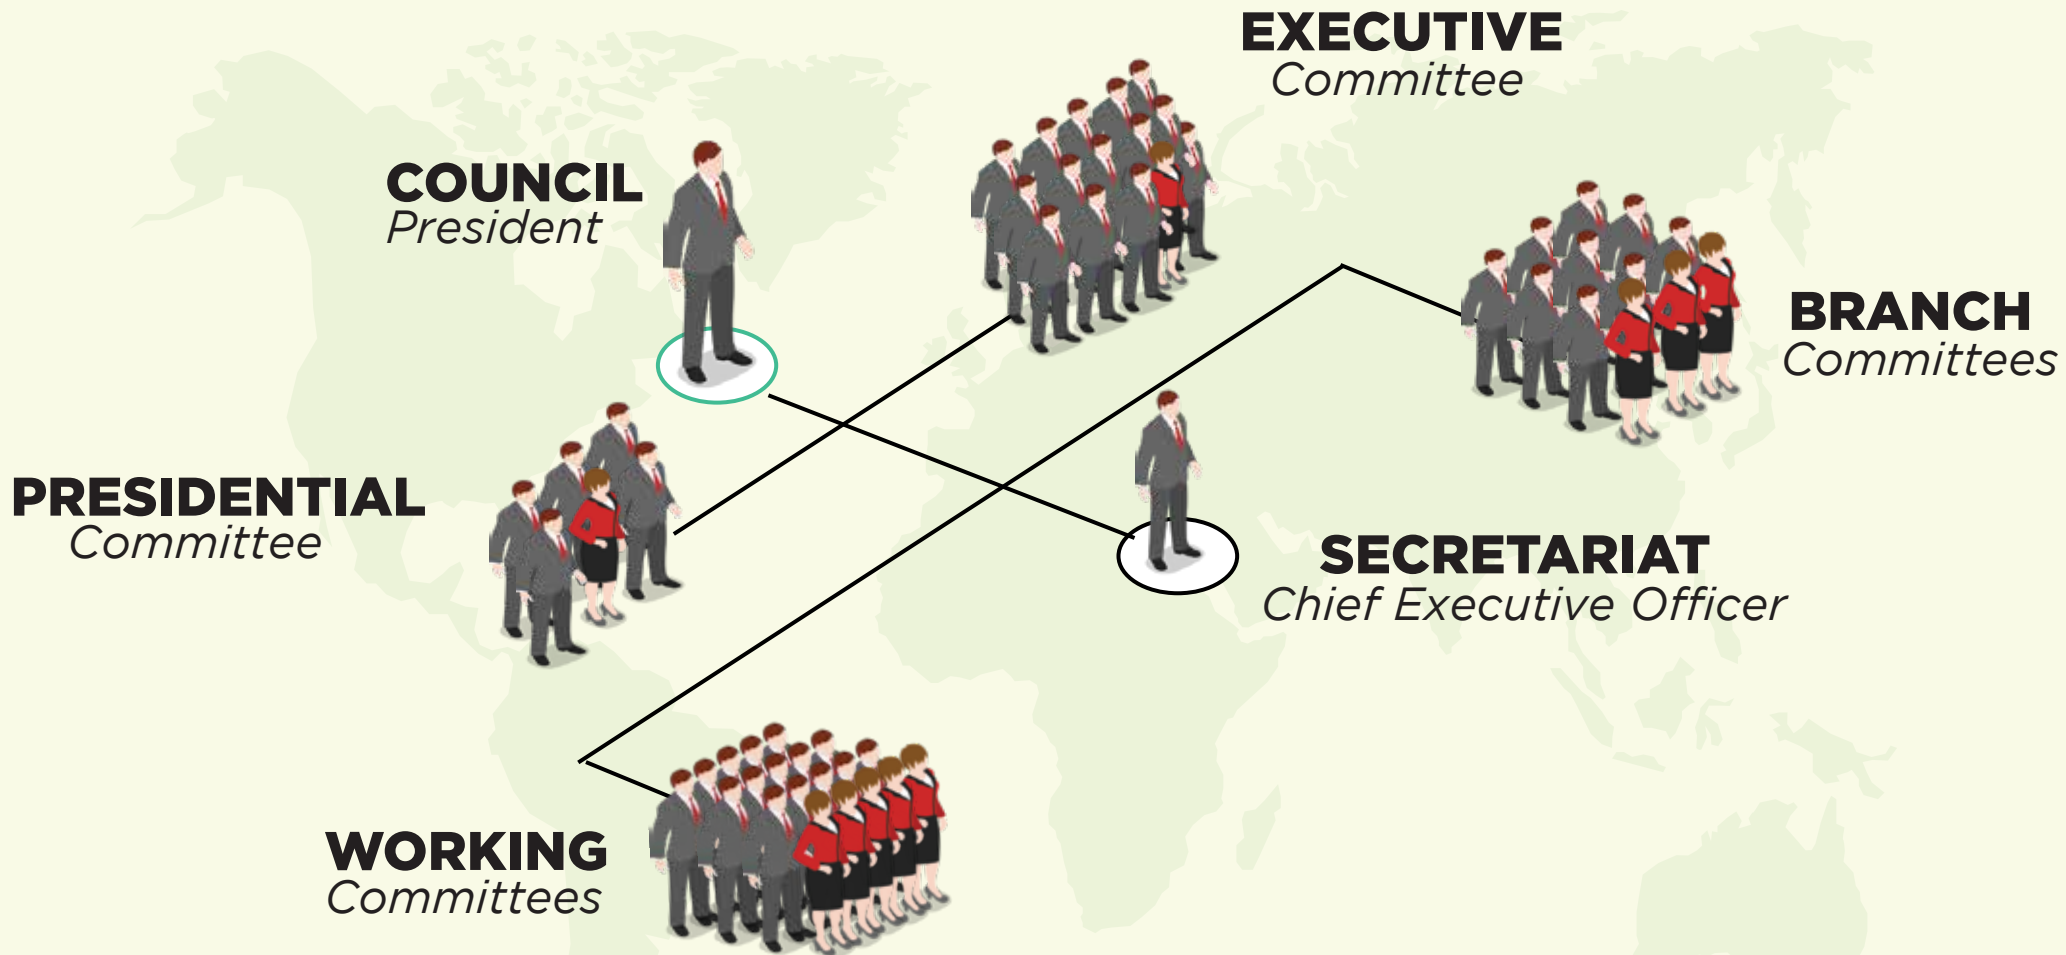 EXECUTIVE
Committee
COUNCIL
President
BRANCH
Committees
PRESIDENTIAL
Committee
SECRETARIAT
Chief Executive Officer
WORKING
Committees